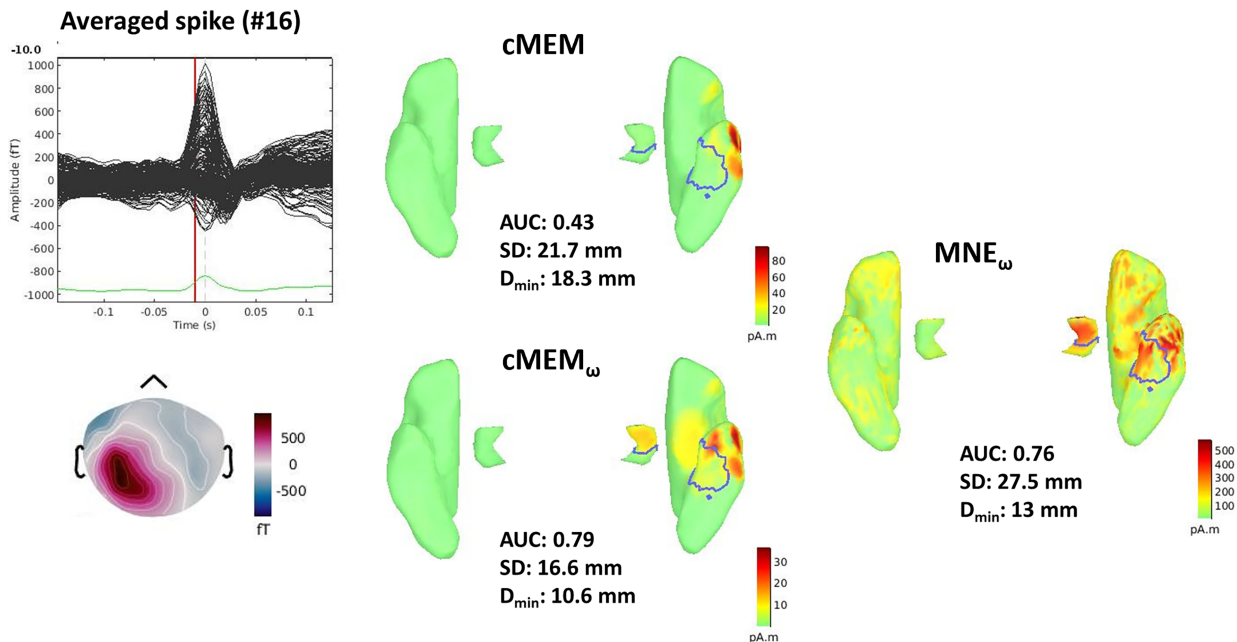 Averaged spike (#16)
-10.0
1000
800
600
400
200
0
-200
-400
-600
-800
-1000
Amplitude (fT)
-0.1
-0.05
0
0.05
0.1
Time (s)
500
0
-500
fT
cMEM
AUC: 0.43
SD: 21.7 mm
Dmin: 18.3 mm
80
60
40
20
pA.m
cMEMω
AUC: 0.79
SD: 16.6 mm
Dmin: 10.6 mm
30
20
10
pA.m
MNEω
AUC: 0.76
SD: 27.5 mm
Dmin: 13 mm
500
400
300
200
100
pA.m